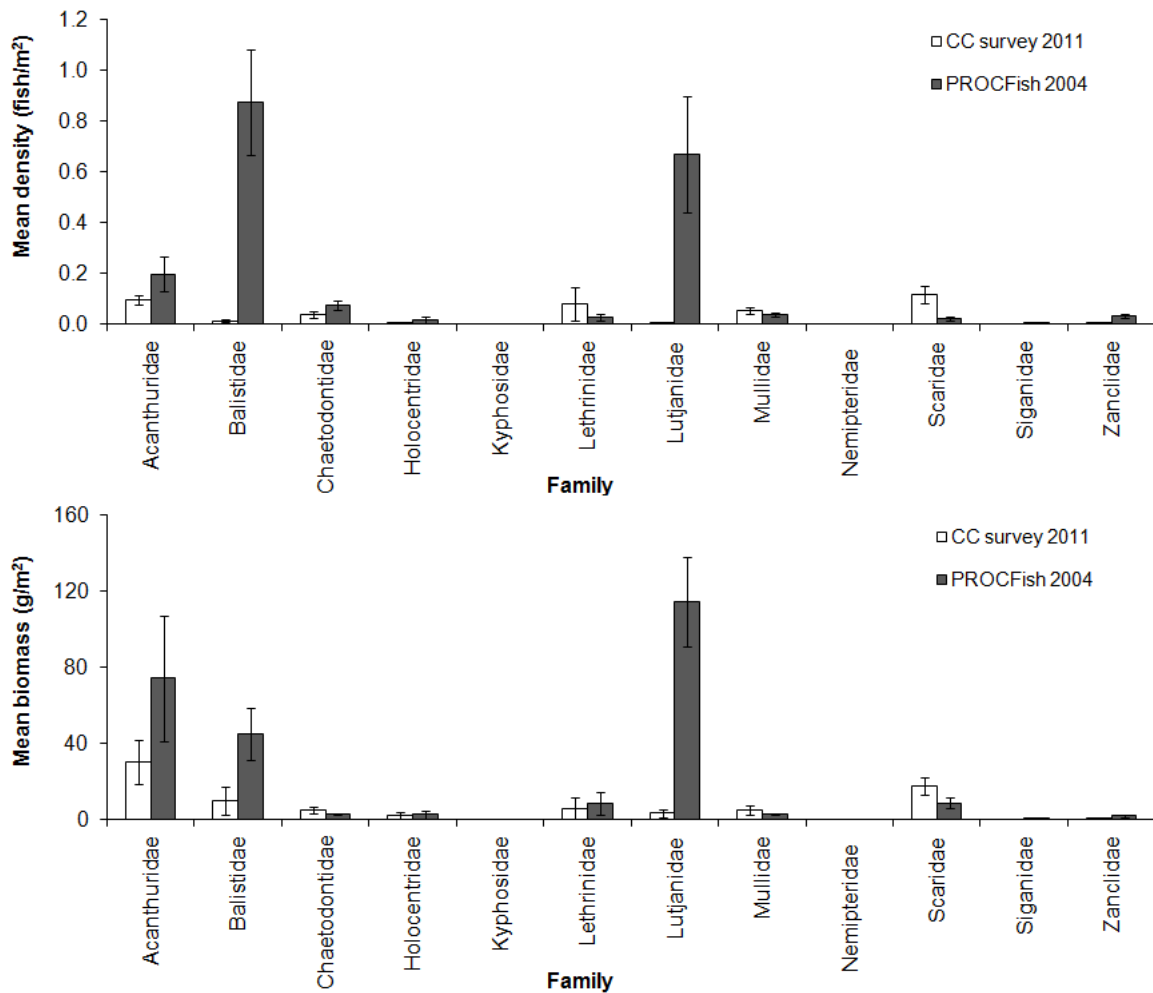 Mean density (fish/m²)
1.2
1.0
0.8
0.6
0.4
0.2
0.0
CC survey 2011
PROCFish 2004
Acanthuridae
Balistidae
Chaetodontidae
Holocentridae
Kyphosidae
Lethrinidae
Lutjanidae
Mullidae
Nemipteridae
Scaridae
Siganidae
Zanclidae
Family
Mean biomass (g/m²)
160
120
80
40
0
CC survey 2011
PROCFish 2004
Acanthuridae
Balistidae
Chaetodontidae
Holocentridae
Kyphosidae
Lethrinidae
Lutjanidae
Mullidae
Nemipteridae
Scaridae
Siganidae
Zanclidae
Family